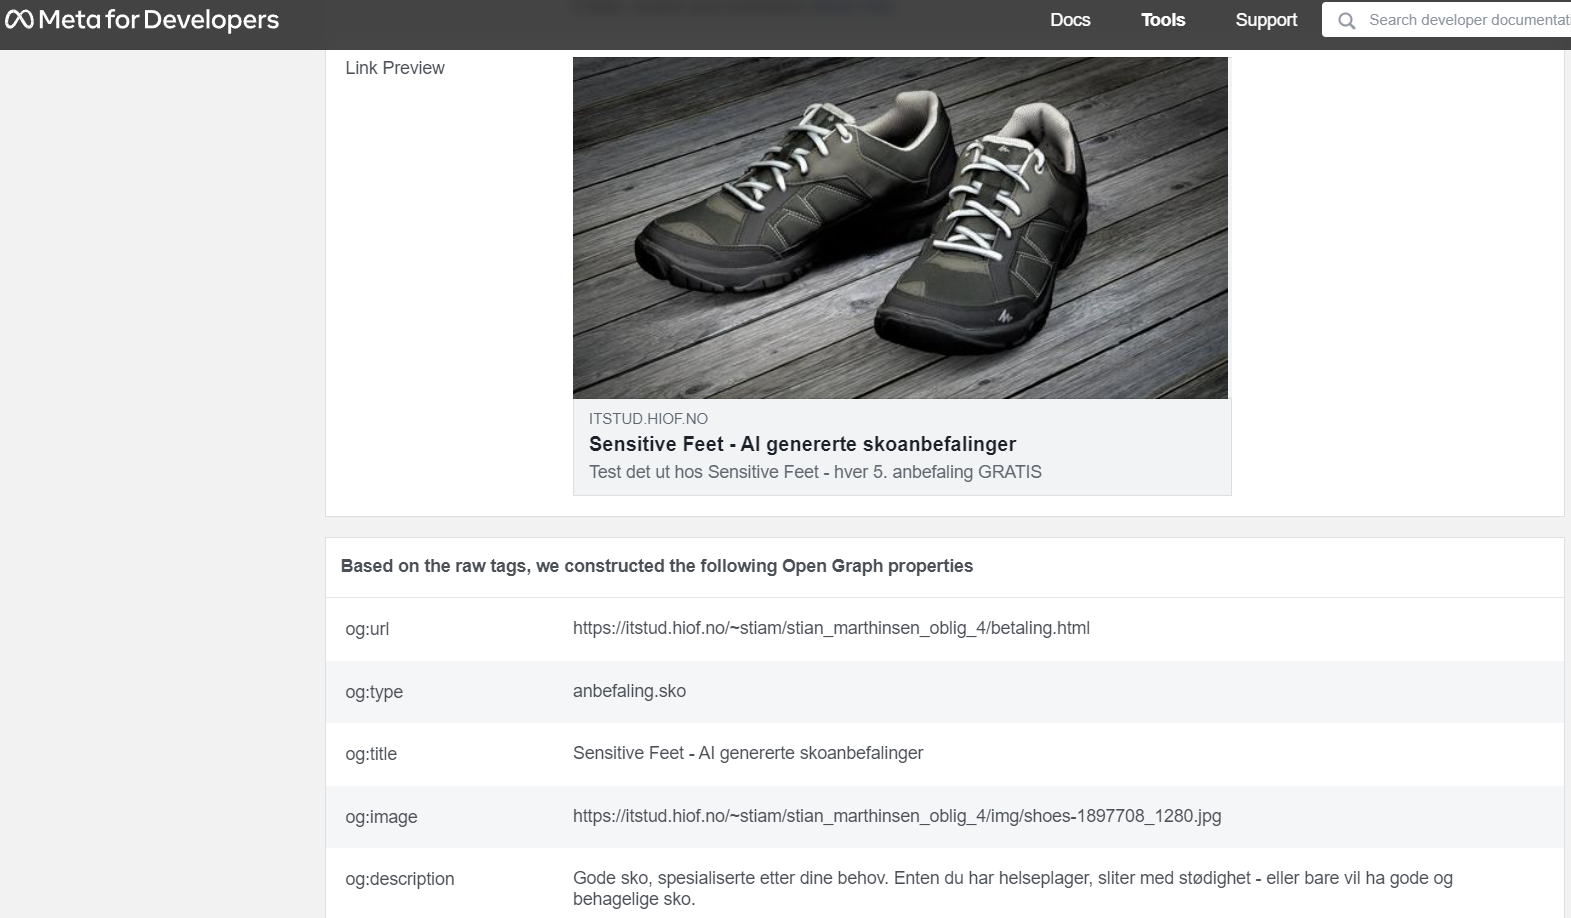 Meta for Developers
Docs
Tools
Support
Search developer documentat
Link Preview
ITSTUD.HIOF.NO
Sensitive Feet - AI genererte skoanbefalinger
Test det ut hos Sensitive Feet - hver 5. anbefaling GRATIS
Based on the raw tags, we constructed the following Open Graph properties
og:url
https://itstud.hiof.no/~stiam/stian_marthinsen_oblig_4/betaling.html
og:type
anbefaling.sko
og:title
Sensitive Feet - AI genererte skoanbefalinger
og:image
https://itstud.hiof.no/~stiam/stian_marthinsen_oblig_4/img/shoes-1897708_1280.jpg
og:description
Gode sko, spesialiserte etter dine behov. Enten du har helseplager, sliter med stødighet - eller bare vil ha gode og
behagelige sko.